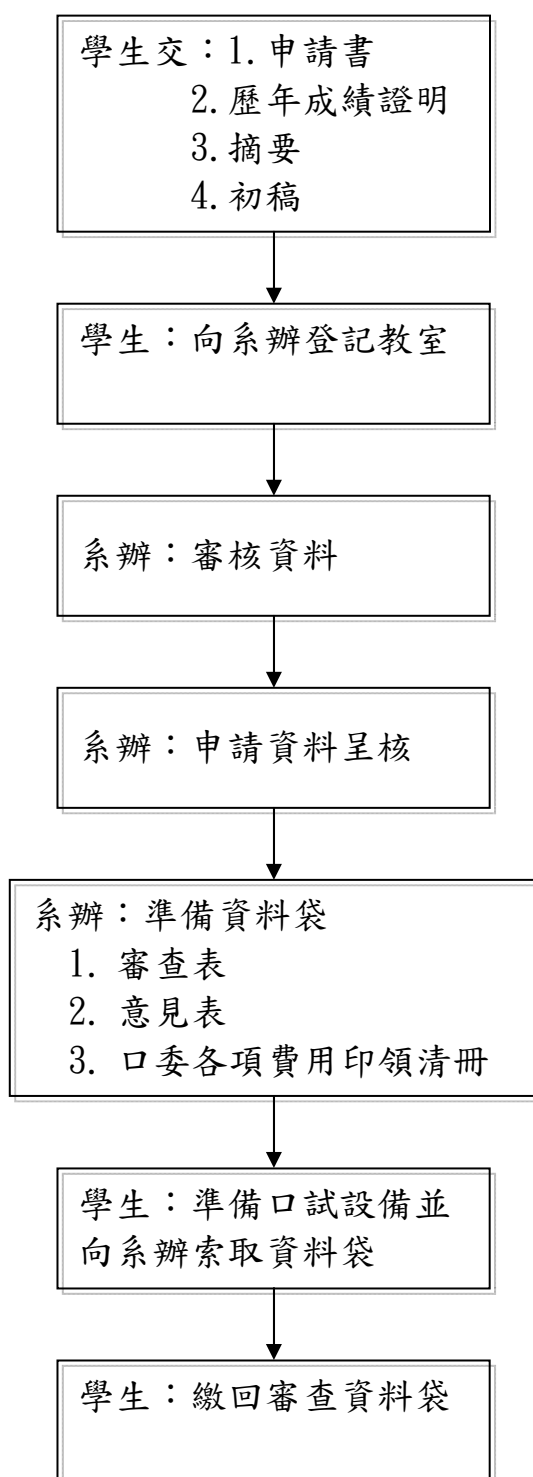 學生交：1.申請書
2.歷年成績證明
3.摘要
4.初稿
學生：向系辦登記教室
系辦：審核資料
系辦：申請資料呈核
系辦：準備資料袋
1. 審查表
2. 意見表
3. 口委各項費用印領清冊
學生：準備口試設備並
向系辦索取資料袋
學生：繳回審查資料袋